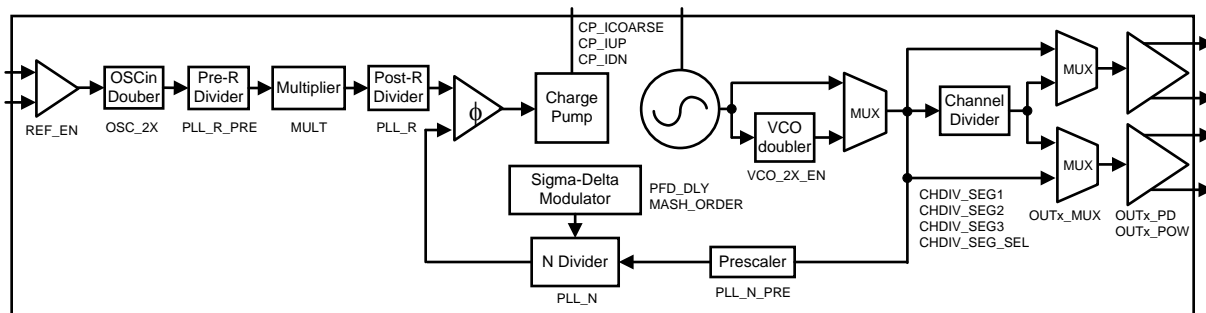 CP_ICOARSE
CP_IUP
CP_IDN
REF_EN
OSCin
Douber
OSC_2X
Pre-R
Divider
PLL_R_PRE
Multiplier
MULT
Post-R
Divider
PLL_R
ϕ
Charge
Pump
VCO
doubler
VCO_2X_EN
MUX
Channel
Divider
MUX
MUX
CHDIV_SEG1
CHDIV_SEG2
CHDIV_SEG3
CHDIV_SEG_SEL
OUTx_MUX
OUTx_PD
OUTx_POW
Sigma-Delta
Modulator
PFD_DLY
MASH_ORDER
N Divider
PLL_N
Prescaler
PLL_N_PRE